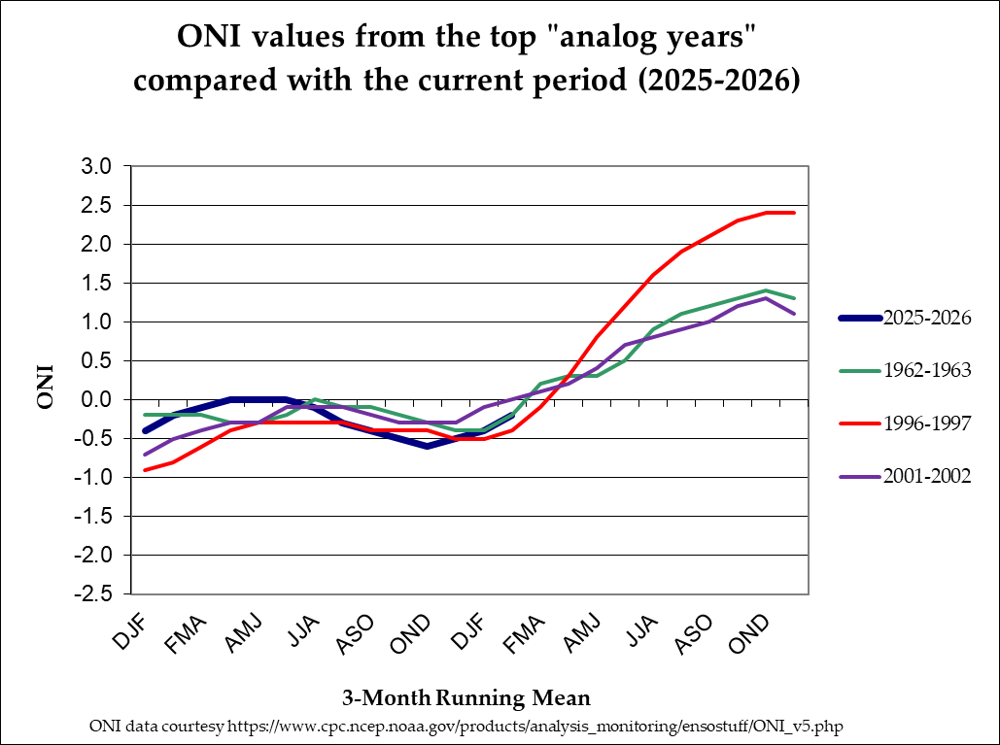 ONI values from the top "analog years"
compared with the current period (2025-2026)
3.0
2.5
2.0
1.5
1.0
0.5
0.0
-0.5
-1.0
-1.5
-2.0
-2.5
ONI
DJF
FMA
AMJ
JJA
ASO
OND
DJF
FMA
AMJ
JJA
ASO
OND
3-Month Running Mean
2025-2026
1962-1963
1996-1997
2001-2002
ONI data courtesy https://www.cpc.ncep.noaa.gov/products/analysis_monitoring/ensostuff/ONI_v5.php